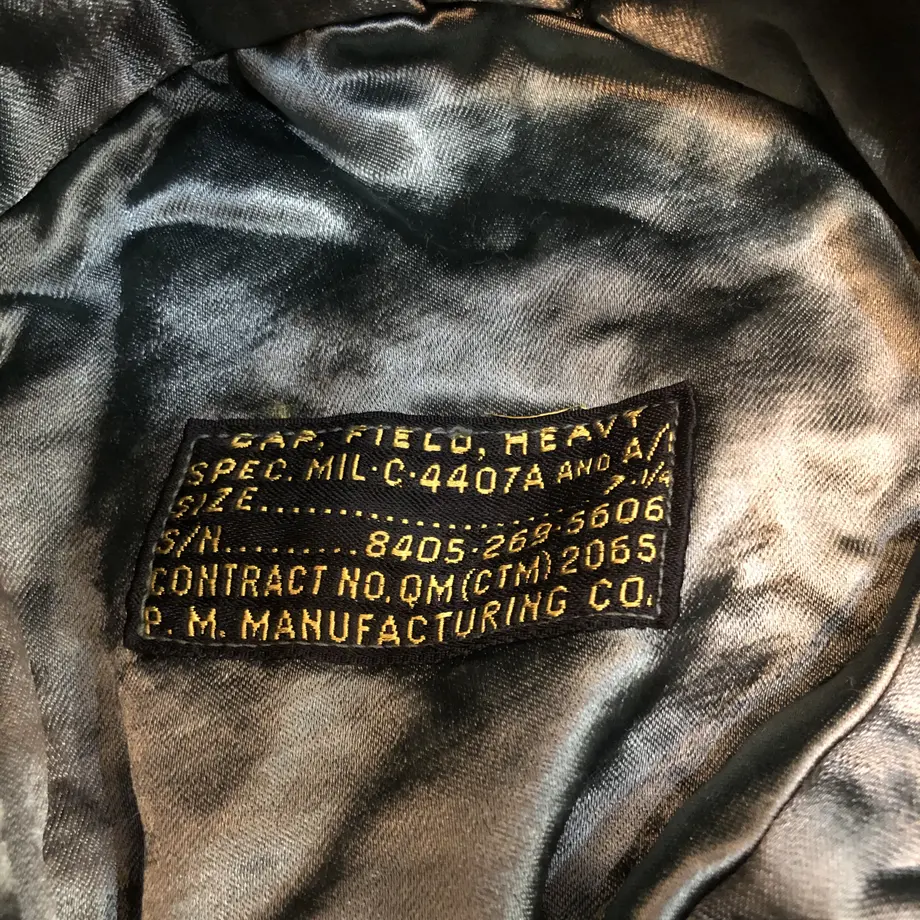 CAP, FIELD, HEAVY
SPEC. MIL·C·4407A AND A/1
SIZE..............................7-1/4
S/N..........8405·269·5606
CONTRACT NO. QM (CTM) 2065
P. M. MANUFACTURING CO.